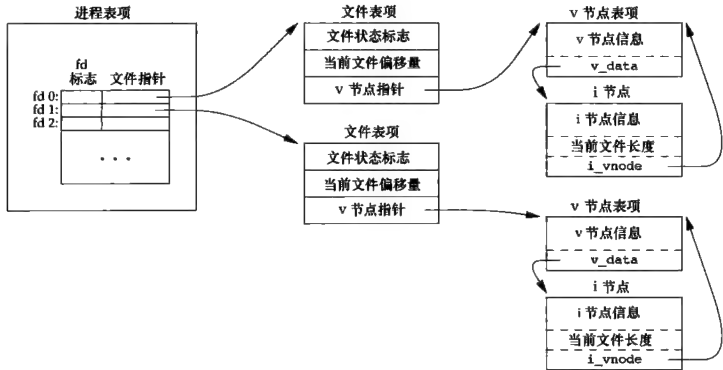 进程表项
fd
标志 文件指针
fd 0:
fd 1:
fd 2:
• • •
文件表项
文件状态标志
当前文件偏移量
v 节点指针
文件表项
文件状态标志
当前文件偏移量
v 节点指针
v 节点表项
v 节点信息
v_data
i 节点
i 节点信息
当前文件长度
i_vnode
v 节点表项
v 节点信息
v_data
i 节点
i 节点信息
当前文件长度
i_vnode